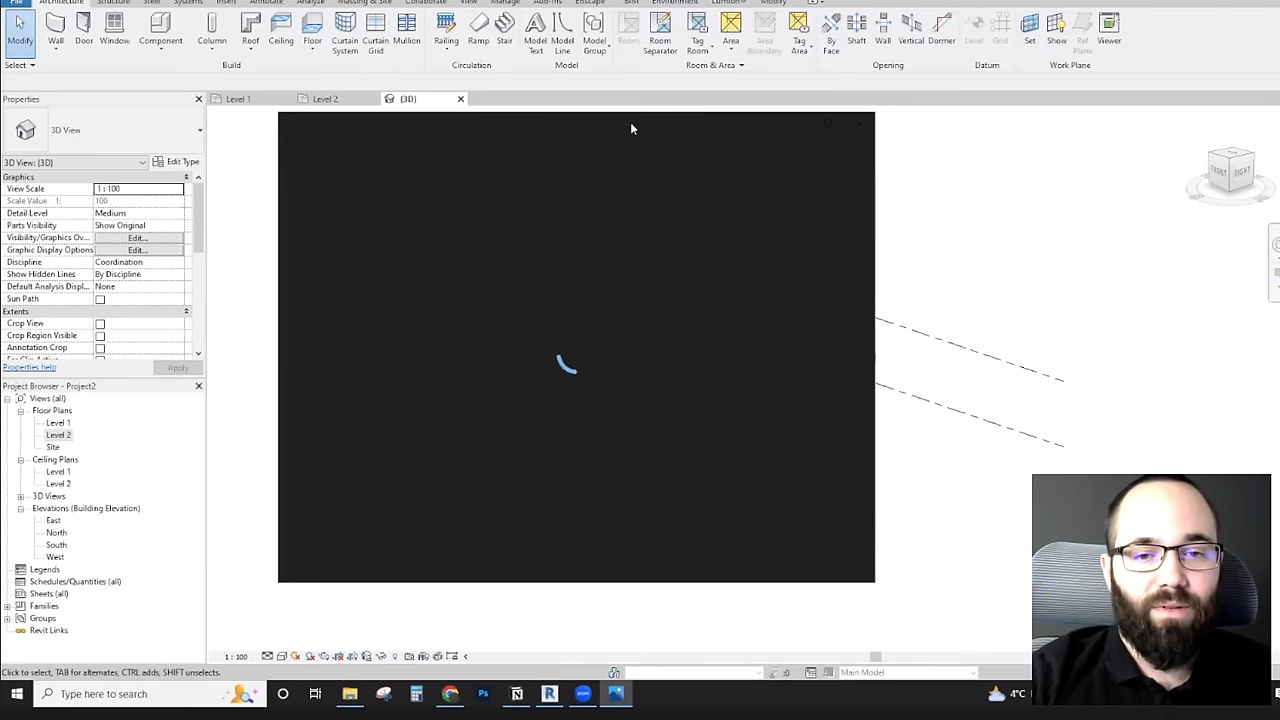 File Architecture Structure Steel Systems Insert Annotate Analyze Massing & Site Collaborate View Manage Add-Ins Enscape BIM Environment Lumion® Modify
Modify Wall Door Window Component Column Roof Ceiling Floor Curtain System Curtain Grid Mullion Railing Ramp Stair Model Text Model Line Model Group Room Room Separator Tag Room Area Area Boundary Tag Area By Face Shaft Wall Vertical Dormer Level Grid Set Show Ref Plane Viewer
Select Build Circulation Model Room & Area Opening Datum Work Plane
Properties Level 1 Level 2 {3D}
3D View
3D View: {3D} Edit Type
Graphics
View Scale 1 : 100
Scale Value 1: 100
Detail Level Medium
Parts Visibility Show Original
Visibility/Graphics Ov... Edit...
Graphic Display Options Edit...
Discipline Coordination
Show Hidden Lines By Discipline
Default Analysis Displ... None
Sun Path
Extents
Crop View
Crop Region Visible
Annotation Crop
Properties help Apply
Project Browser - Project2
Views (all)
Floor Plans
Level 1
Level 2
Site
Ceiling Plans
Level 1
Level 2
3D Views
Elevations (Building Elevation)
East
North
South
West
Legends
Schedules/Quantities (all)
Sheets (all)
Families
Groups
Revit Links
FRONT RIGHT
1 : 100
Click to select, TAB for alternates, CTRL adds, SHIFT unselects. :0 Main Model
Type here to search 4°C